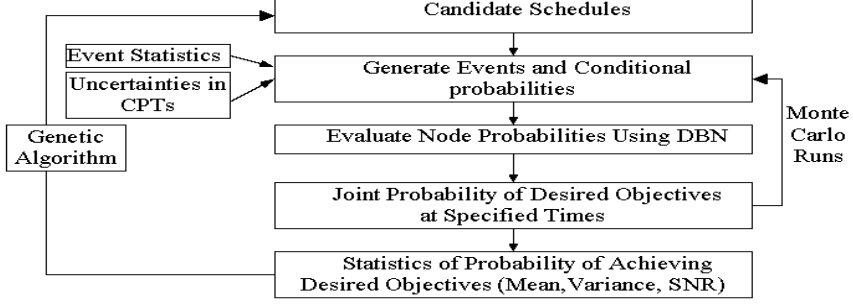 Candidate Schedules
Event Statistics
Uncertainties in
CPTs
Generate Events and Conditional
probabilities
Genetic
Algorithm
Evaluate Node Probabilities Using DBN
Monte
Carlo
Runs
Joint Probability of Desired Objectives
at Specified Times
Statistics of Probability of Achieving
Desired Objectives (Mean,Variance, SNR)